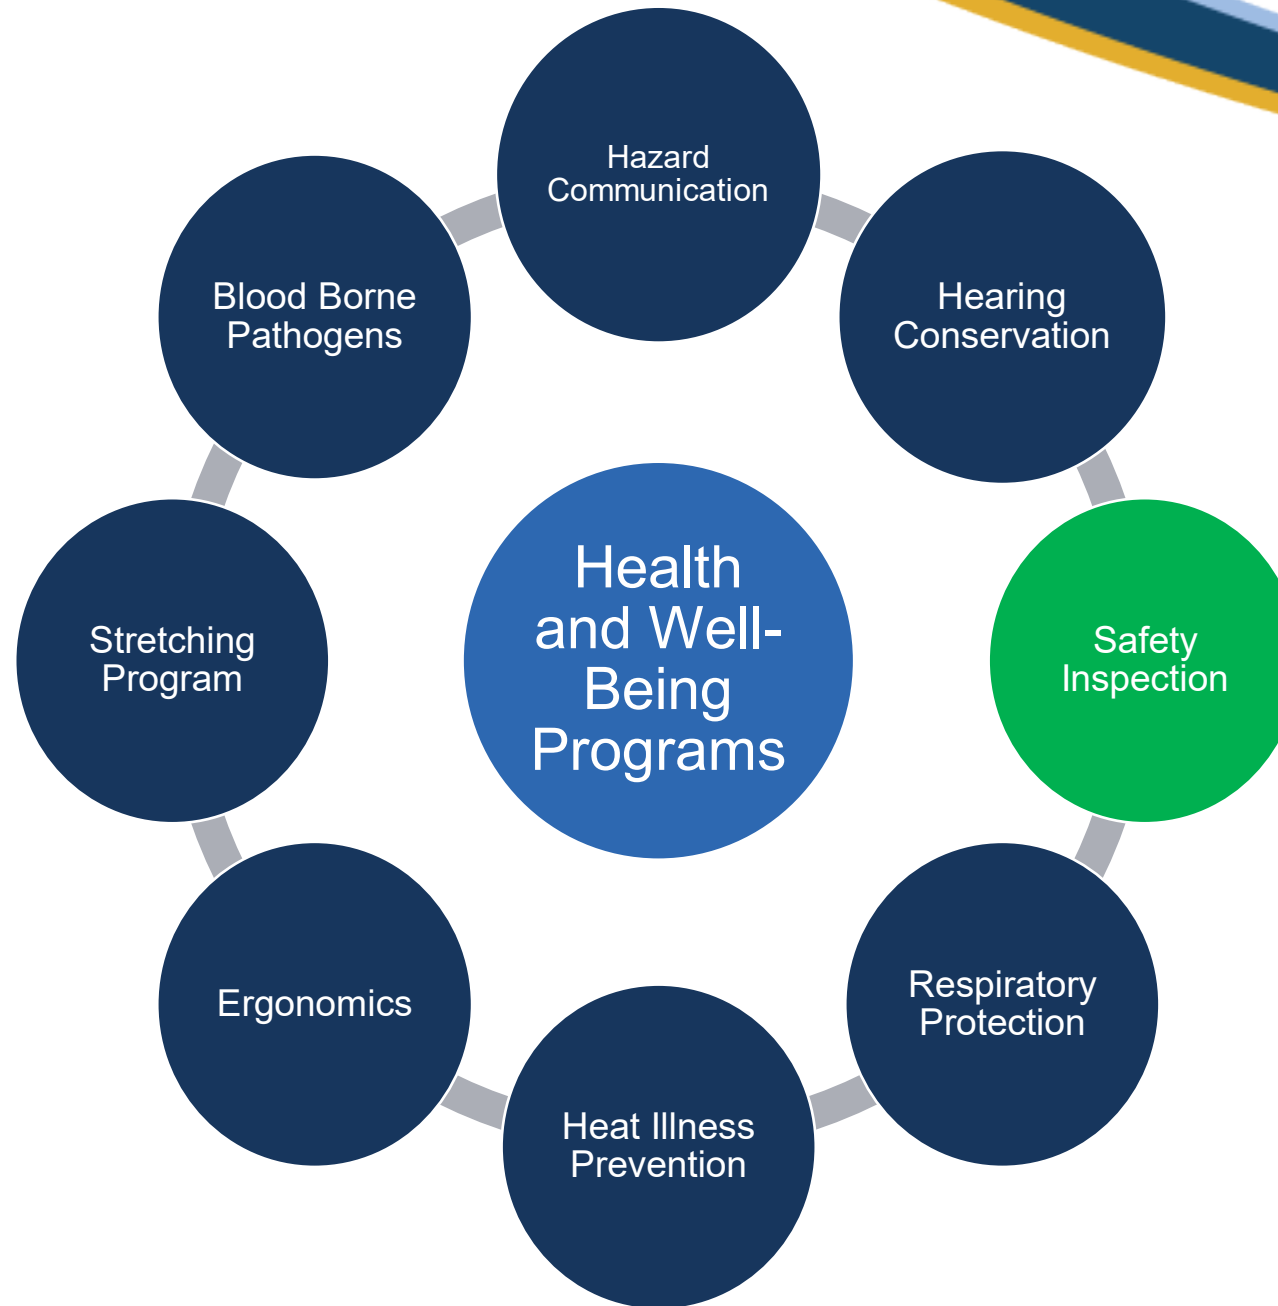 Hazard
Communication
Blood Borne
Pathogens
Hearing
Conservation
Health
and Well-
Being
Programs
Stretching
Program
Safety
Inspection
Ergonomics
Respiratory
Protection
Heat Illness
Prevention